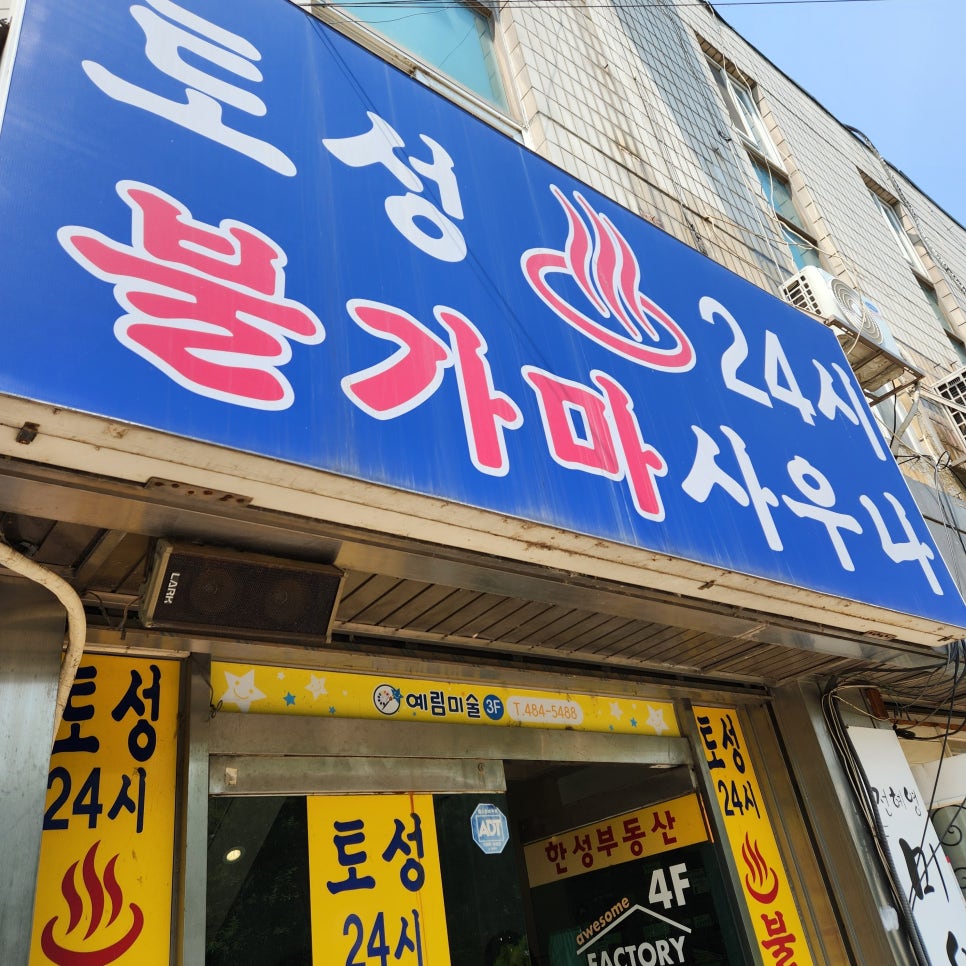 토성
불가마
24시
사우나
LARK
예림미술 3F T.484-5488
토성
24시
토성
24시
ADT
한성부동산
4F
awesome
FACTORY
토성
24시
불